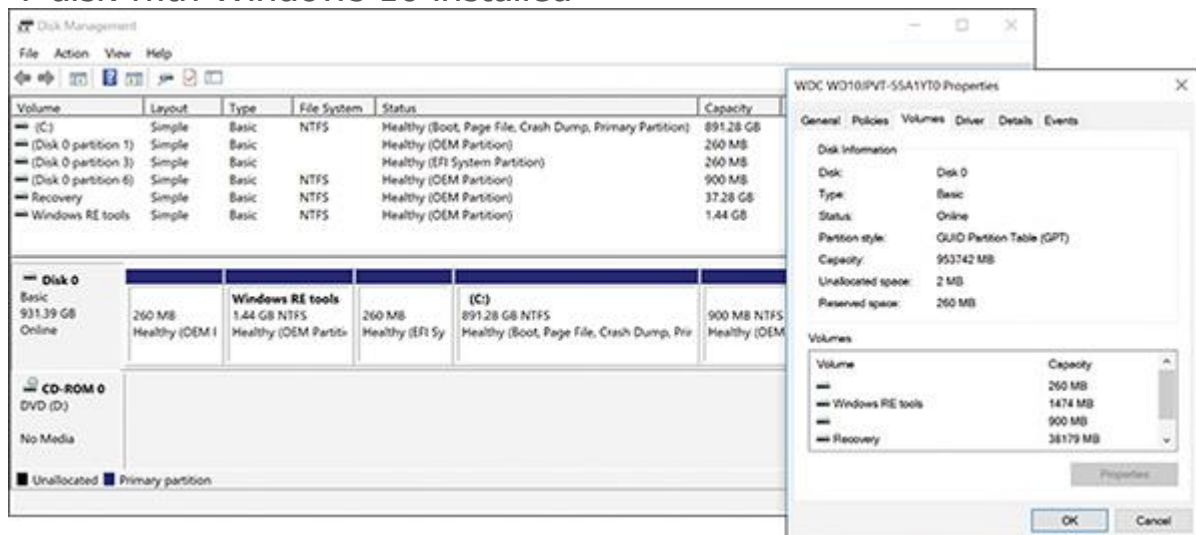 A disk with Windows 10 installed
Disk Management
File Action View Help
Volume Layout Type File System Status Capacity
(C:) Simple Basic NTFS Healthy (Boot, Page File, Crash Dump, Primary Partition) 891.28 GB
(Disk 0 partition 1) Simple Basic Healthy (OEM Partition) 260 MB
(Disk 0 partition 3) Simple Basic Healthy (EFI System Partition) 260 MB
(Disk 0 partition 6) Simple Basic NTFS Healthy (OEM Partition) 900 MB
Recovery Simple Basic NTFS Healthy (OEM Partition) 37.28 GB
Windows RE tools Simple Basic NTFS Healthy (OEM Partition) 1.44 GB
Disk 0
Basic
931.39 GB
Online
260 MB
Healthy (OEM I
Windows RE tools
1.44 GB NTFS
Healthy (OEM Partiti
260 MB
Healthy (EFI Sy
(C:)
891.28 GB NTFS
Healthy (Boot, Page File, Crash Dump, Pri
900 MB NTFS
Healthy (OEM
CD-ROM 0
DVD (D:)
No Media
Unallocated Primary partition
WDC WD10JPVT-55A1YT0 Properties
General Policies Volumes Driver Details Events
Disk Information
Disk: Disk 0
Type: Basic
Status: Online
Partition style: GUID Partition Table (GPT)
Capacity: 953742 MB
Unallocated space: 2 MB
Reserved space: 260 MB
Volumes
Volume Capacity
260 MB
Windows RE tools 1474 MB
900 MB
Recovery 38179 MB
Properties
OK Cancel